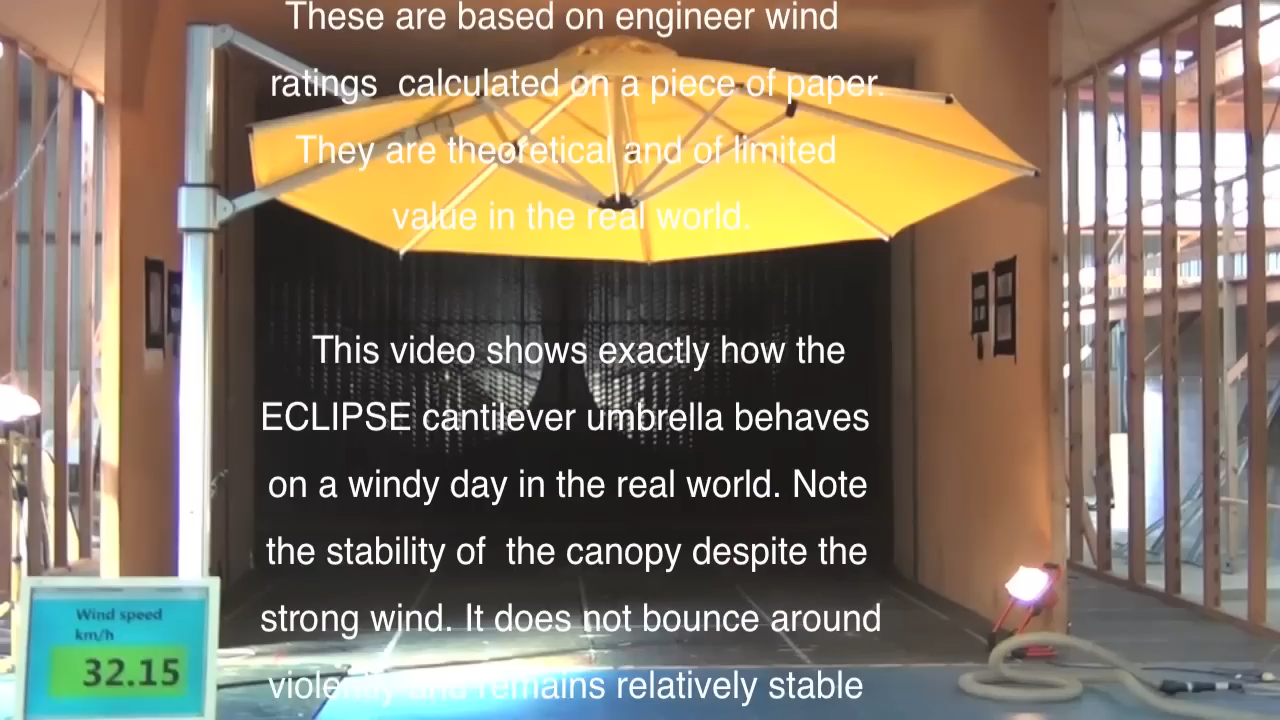 These are based on engineer wind
ratings calculated on a piece of paper.
They are theoretical and of limited
value in the real world.
This video shows exactly how the
ECLIPSE cantilever umbrella behaves
on a windy day in the real world. Note
the stability of the canopy despite the
strong wind. It does not bounce around
violently and remains relatively stable
Wind speed
km/h
32.15